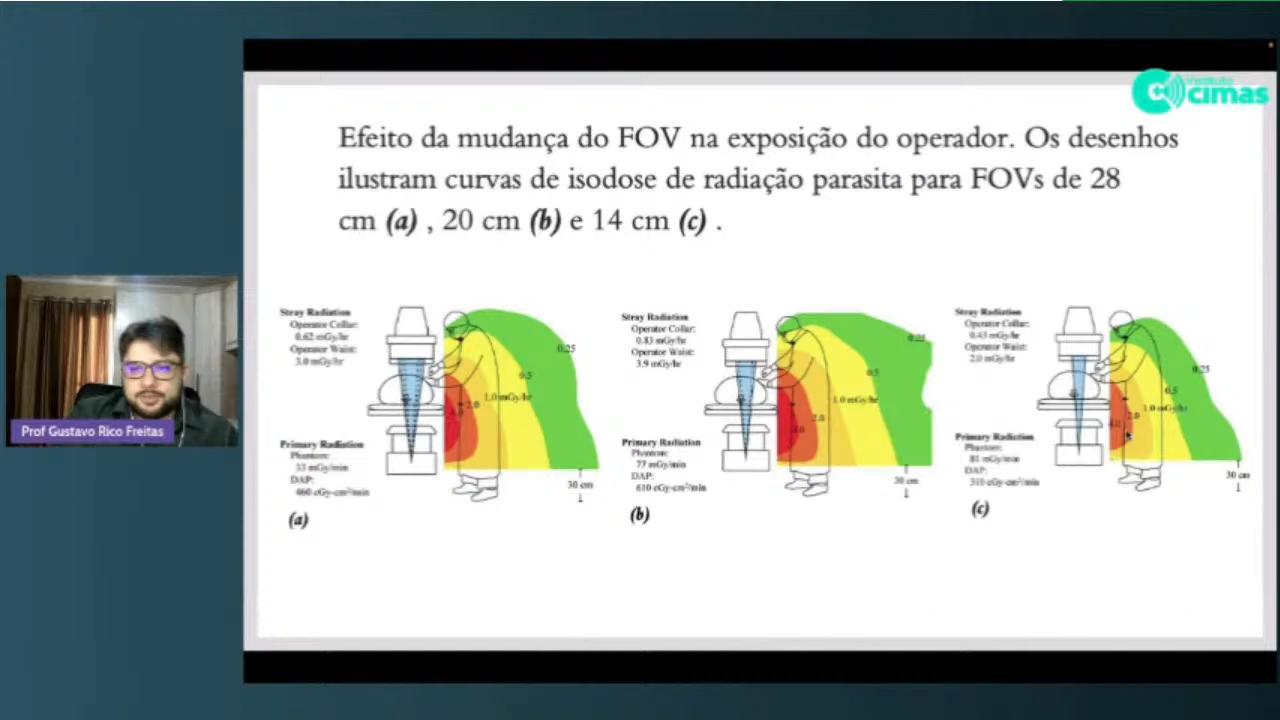 instituto
cimas
Efeito da mudança do FOV na exposição do operador. Os desenhos
ilustram curvas de isodose de radiação parasita para FOVs de 28
cm (a) , 20 cm (b) e 14 cm (c) .
Stray Radiation
Operator Collar:
0.62 mGy/hr
Operator Waist:
3.0 mGy/hr
0.25
0.5
1.0 mGy/hr
2.0
Primary Radiation
Phantom:
33 mGy/min
DAP:
460 cGy-cm²/min
30 cm
(a)
Stray Radiation
Operator Collar:
0.83 mGy/hr
Operator Waist:
3.9 mGy/hr
0.25
0.5
1.0 mGy/hr
2.0
4.0
Primary Radiation
Phantom:
77 mGy/min
DAP:
610 cGy-cm²/min
(b)
Stray Radiation
Operator Collar:
0.43 mGy/hr
Operator Waist:
2.0 mGy/hr
0.25
0.5
1.0 mGy/hr
2.0
4.0
Primary Radiation
Phantom:
81 mGy/min
DAP:
310 cGy-cm²/min
30 cm
(c)
Prof Gustavo Rico Freitas